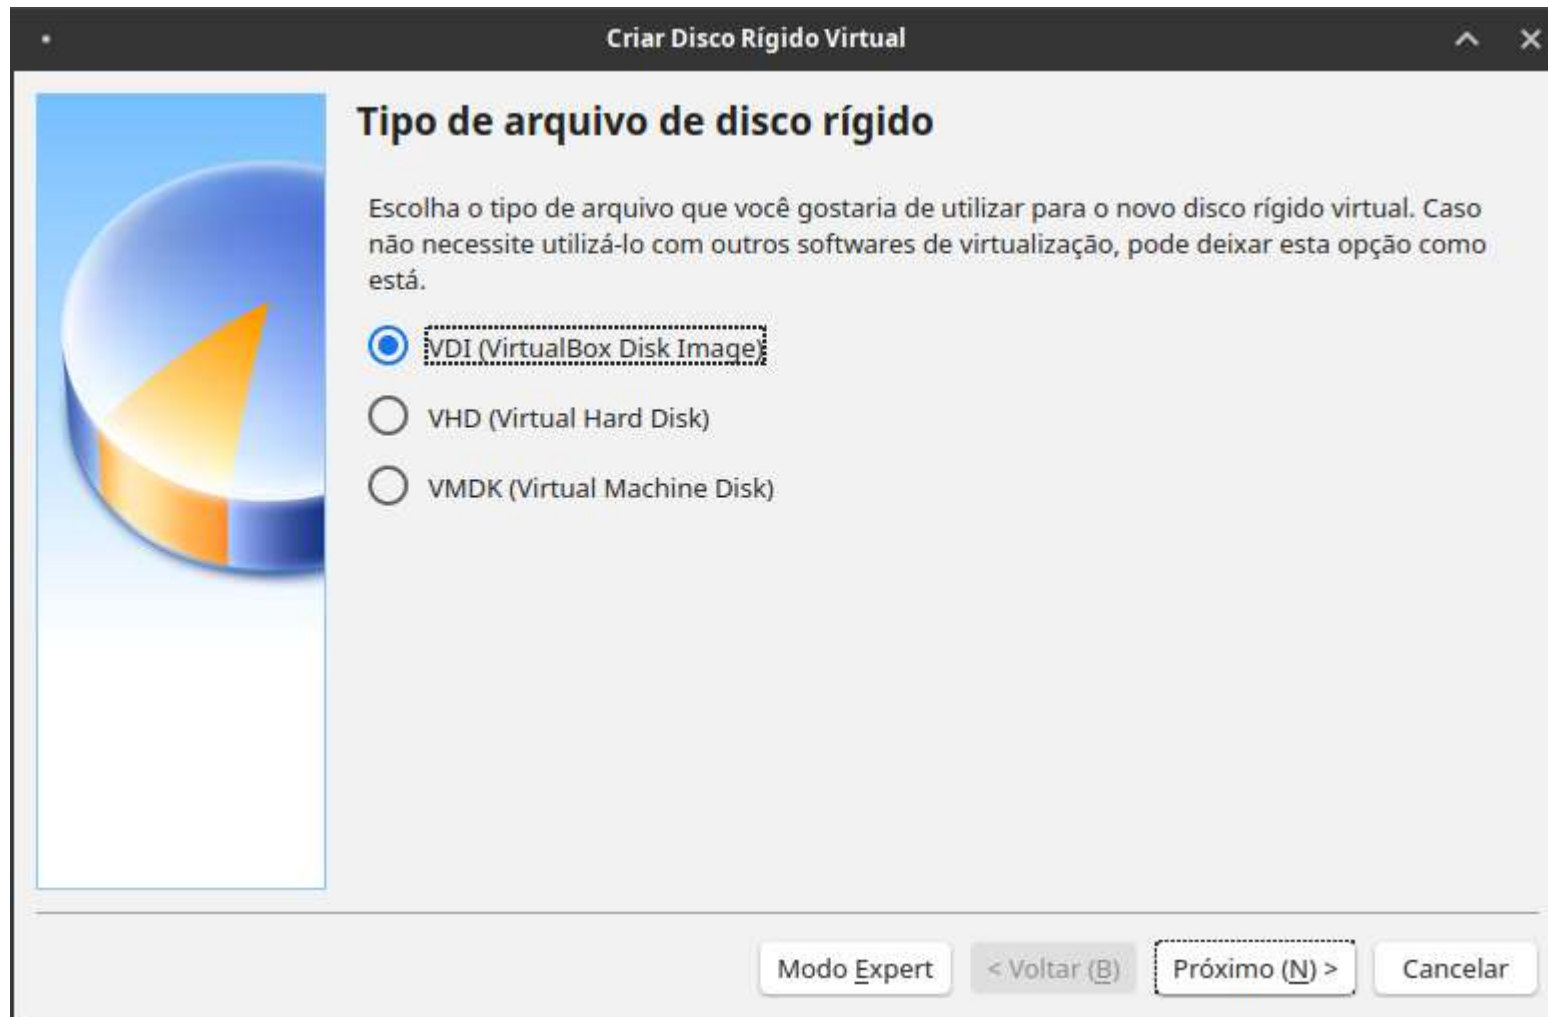 Criar Disco Rígido Virtual
Tipo de arquivo de disco rígido
Escolha o tipo de arquivo que você gostaria de utilizar para o novo disco rígido virtual. Caso
não necessite utilizá-lo com outros softwares de virtualização, pode deixar esta opção como
está.
VDI (VirtualBox Disk Image)
VHD (Virtual Hard Disk)
VMDK (Virtual Machine Disk)
Modo Expert
< Voltar (B)
Próximo (N) >
Cancelar